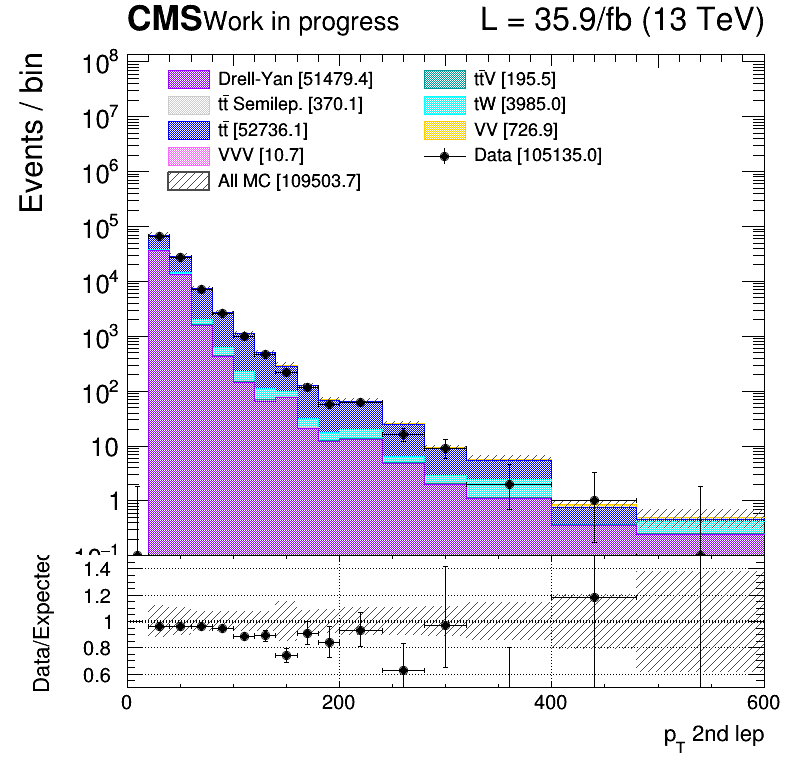 CMS Work in progress L = 35.9/fb (13 TeV)
Events / bin
10⁸
10⁷
10⁶
10⁵
10⁴
10³
10²
10
1
10⁻¹
Drell-Yan [51479.4]
tt̄ Semilep. [370.1]
tt̄ [52736.1]
VVV [10.7]
All MC [109503.7]
tt̄V [195.5]
tW [3985.0]
VV [726.9]
Data [105135.0]
Data/Expected
1.4
1.2
1
0.8
0.6
0 200 400 600
p_T 2nd lep